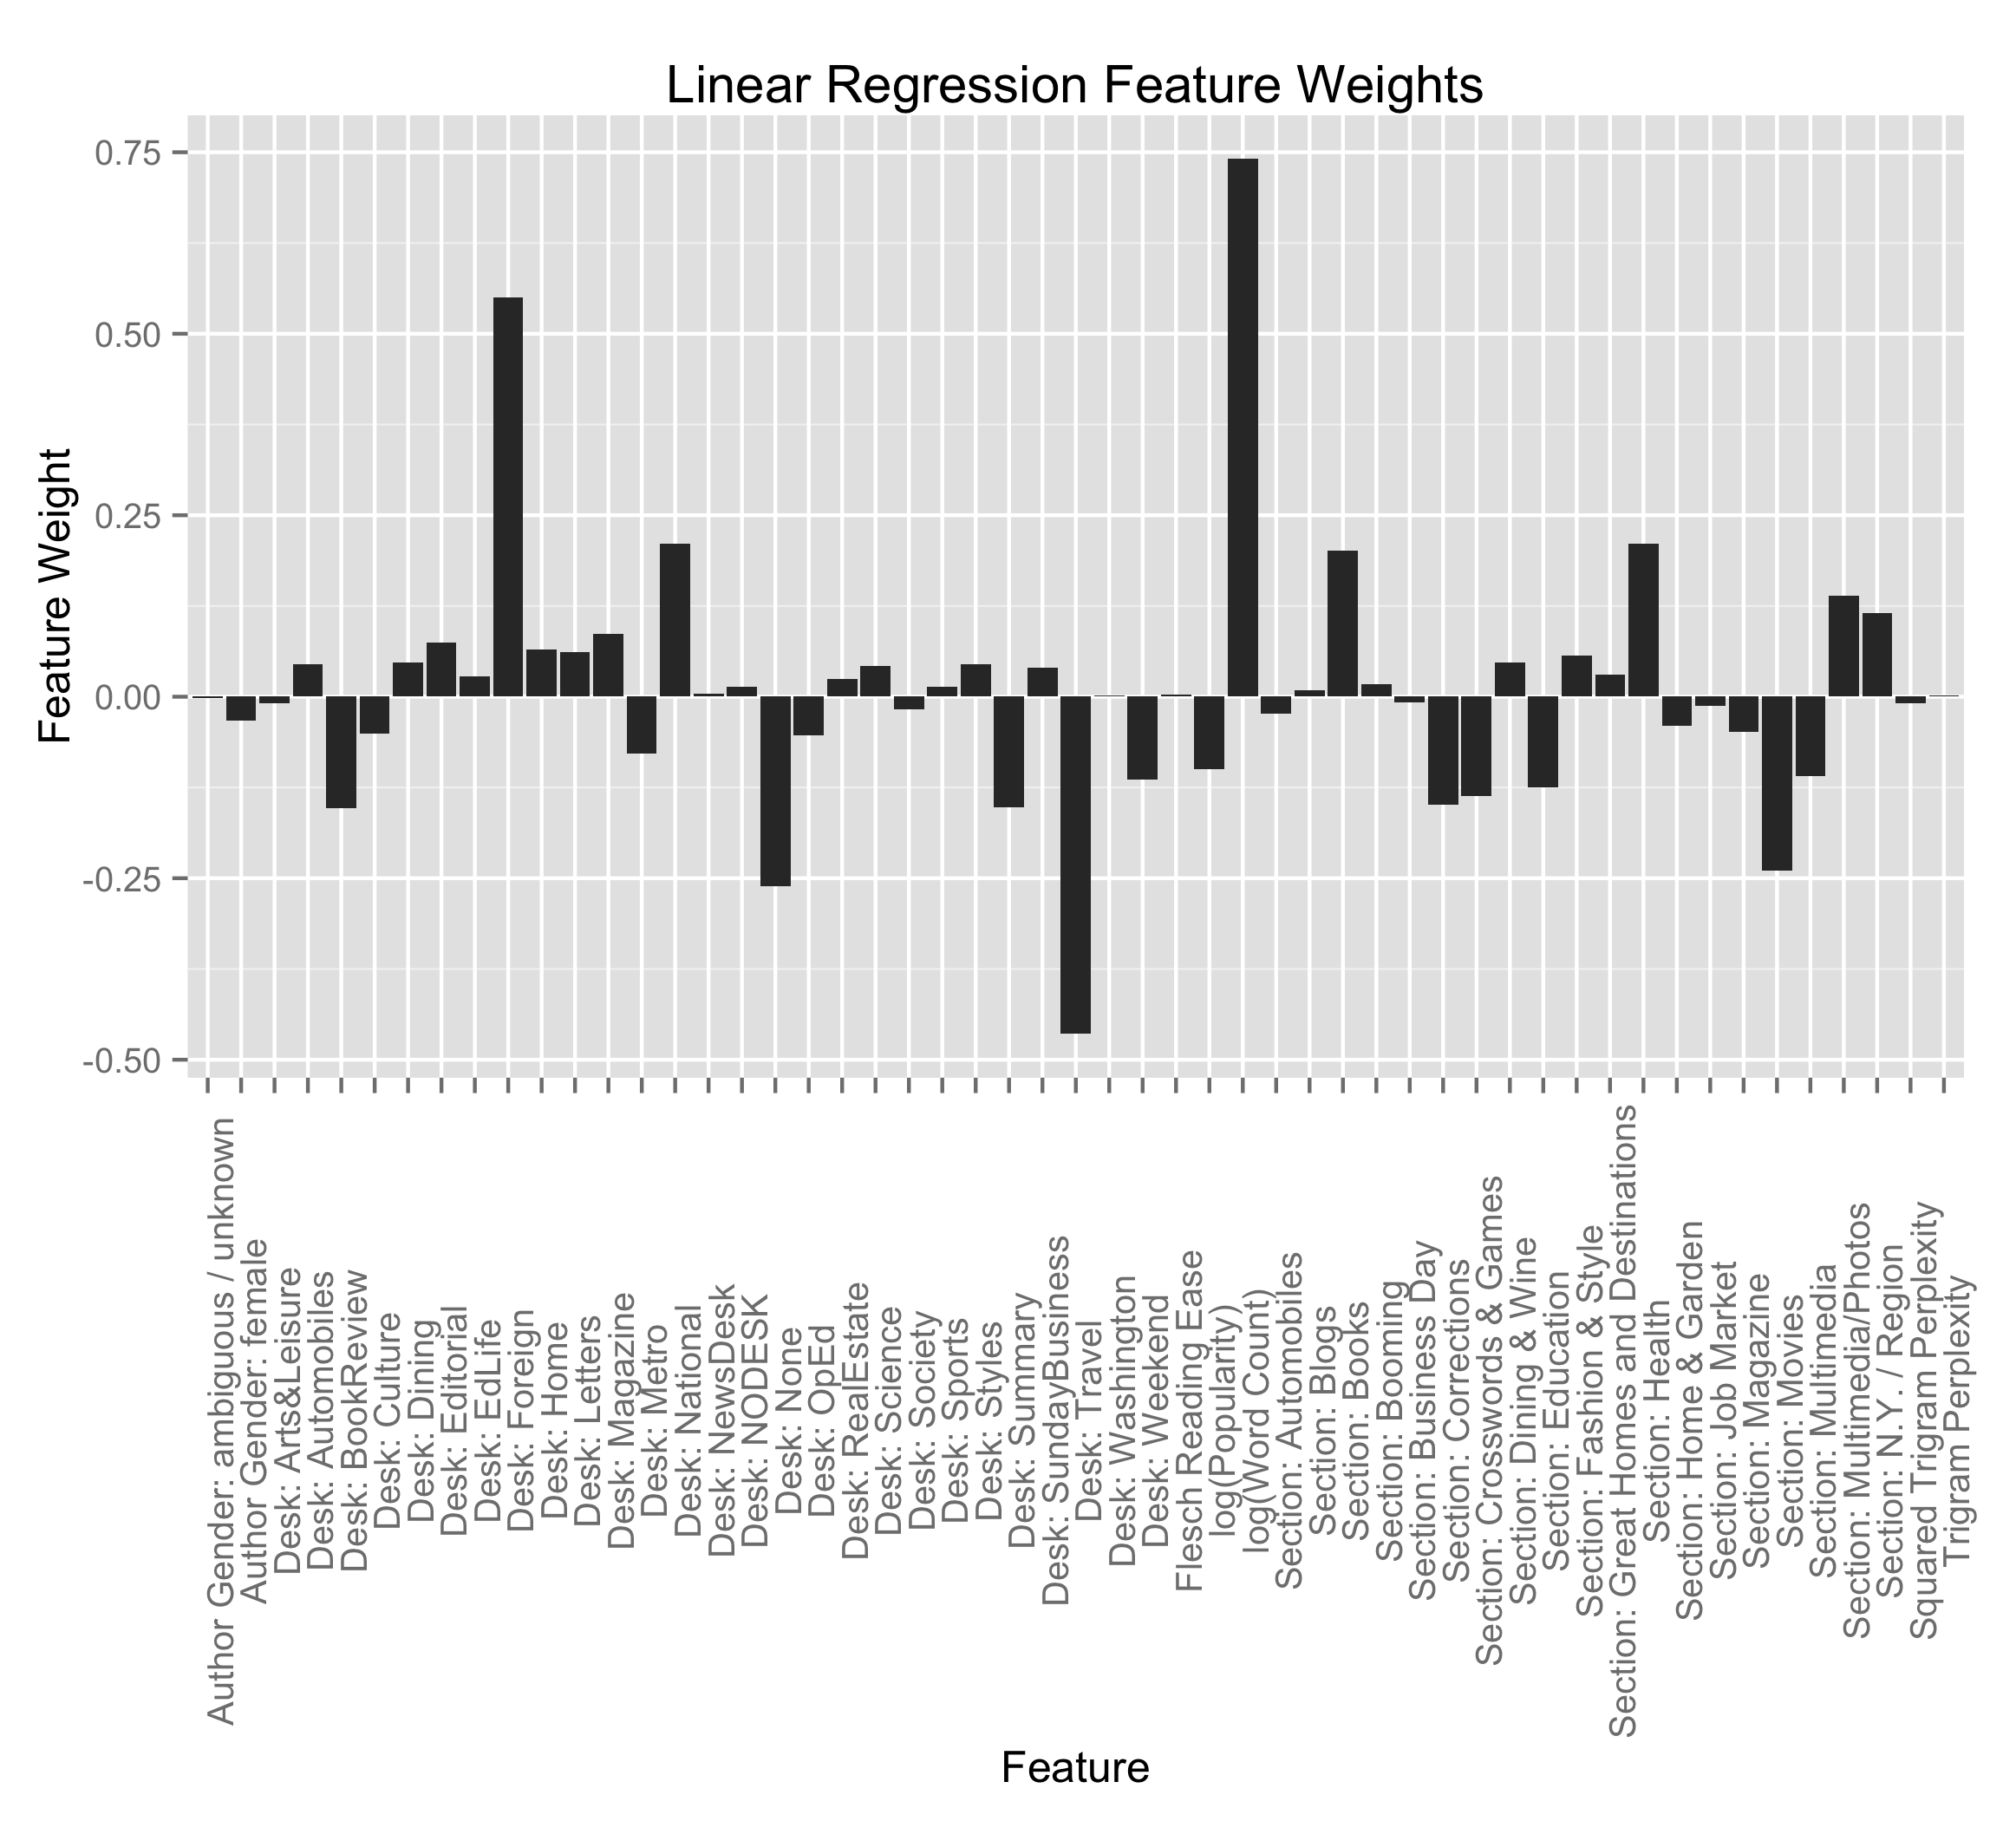 Linear Regression Feature Weights
Feature Weight
0.75
0.50
0.25
0.00
-0.25
-0.50
Author Gender: ambiguous / unknown
Author Gender: female
Desk: Arts&Leisure
Desk: Automobiles
Desk: BookReview
Desk: Culture
Desk: Dining
Desk: Editorial
Desk: EdLife
Desk: Foreign
Desk: Home
Desk: Letters
Desk: Magazine
Desk: Metro
Desk: National
Desk: NewsDesk
Desk: NODESK
Desk: None
Desk: OpEd
Desk: RealEstate
Desk: Science
Desk: Society
Desk: Sports
Desk: Styles
Desk: Summary
Desk: SundayBusiness
Desk: Travel
Desk: Washington
Desk: Weekend
Flesch Reading Ease
log(Popularity)
log(Word Count)
Section: Automobiles
Section: Blogs
Section: Books
Section: Booming
Section: Business Day
Section: Corrections
Section: Crosswords & Games
Section: Dining & Wine
Section: Education
Section: Fashion & Style
Section: Great Homes and Destinations
Section: Health
Section: Home & Garden
Section: Job Market
Section: Magazine
Section: Movies
Section: Multimedia
Section: Multimedia/Photos
Section: N.Y. / Region
Squared Trigram Perplexity
Trigram Perplexity
Feature